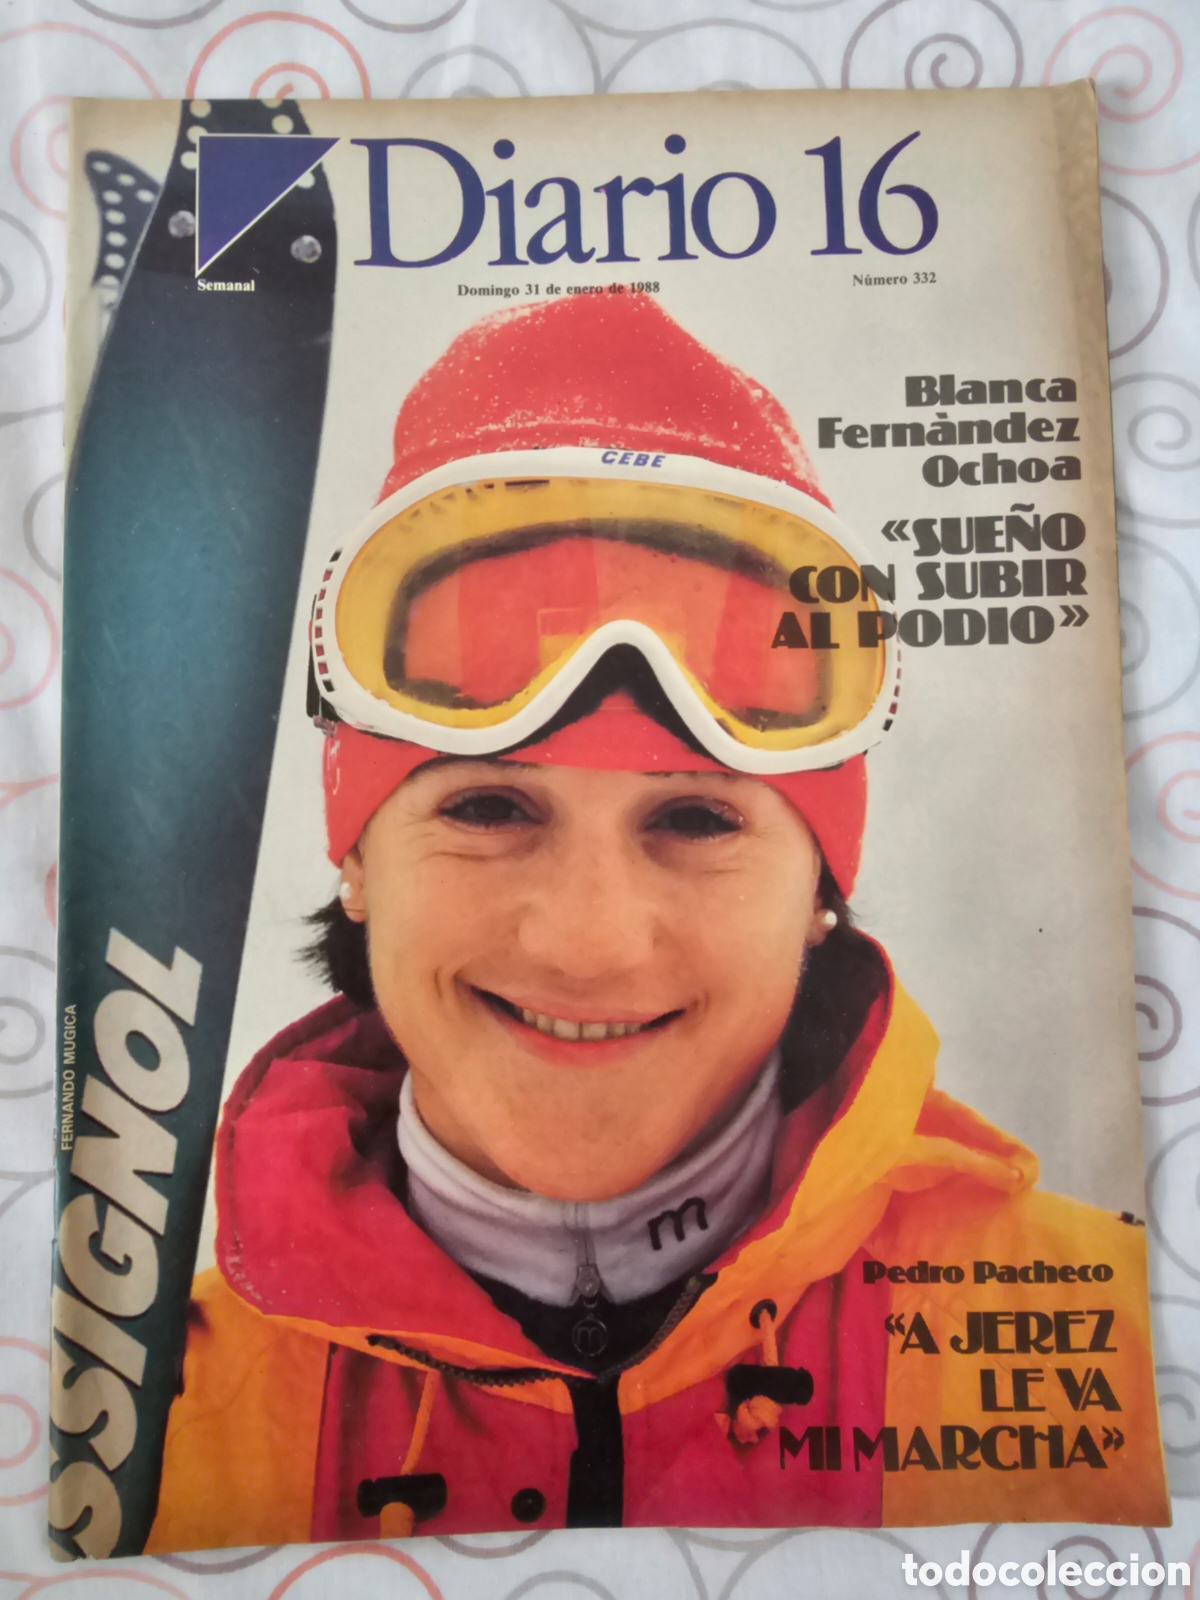 Diario 16
Semanal
Domingo 31 de enero de 1988
Número 332
Blanca
Fernàndez
Ochoa
«SUEÑO
CON SUBIR
AL PODIO»
CEBE
SSIGNOL
FERNANDO MUGICA
m
m
Pedro Pacheco
«A JEREZ
LE VA
MI MARCHA»
todocoleccion